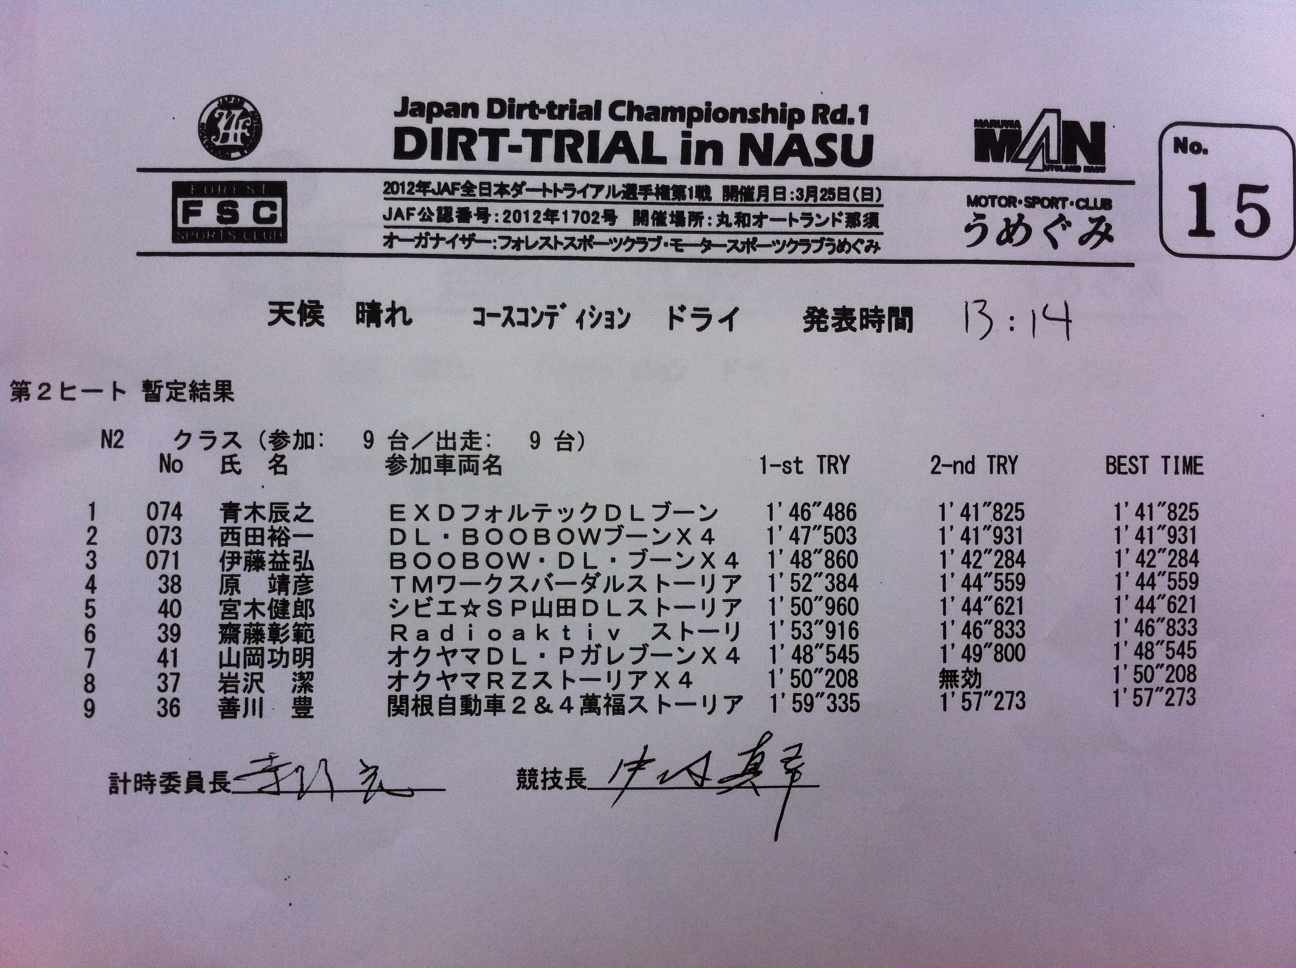 Japan Dirt-trial Championship Rd.1
DIRT-TRIAL in NASU
MARUWA
MAN
AUTOLAND NASU
No.
15
FOREST
FSC
SPORTS CLUB
2012年JAF全日本ダートトライアル選手権第1戦 開催月日:3月25日(日)
JAF公認番号:2012年1702号 開催場所:丸和オートランド那須
オーガナイザー:フォレストスポーツクラブ・モータースポーツクラブうめぐみ
MOTOR・SPORT・CLUB
うめぐみ
天候 晴れ ｺｰｽｺﾝﾃﾞｨｼｮﾝ ドライ 発表時間 13:14
第2ヒート 暫定結果
N2 クラス (参加: 9 台/出走: 9 台)
No 氏 名 参加車両名 1-st TRY 2-nd TRY BEST TIME
1 074 青木辰之 EXDフォルテックDLブーン 1'46"486 1'41"825 1'41"825
2 073 西田裕一 DL・BOOBOWブーンX4 1'47"503 1'41"931 1'41"931
3 071 伊藤益弘 BOOBOW・DL・ブーンX4 1'48"860 1'42"284 1'42"284
4 38 原 靖彦 TMワークスバーダルストーリア 1'52"384 1'44"559 1'44"559
5 40 宮木健郎 シビエ☆SP山田DLストーリア 1'50"960 1'44"621 1'44"621
6 39 齋藤彰範 Radioaktiv ストーリ 1'53"916 1'46"833 1'46"833
7 41 山岡功明 オクヤマDL・PガレブーンX4 1'48"545 1'49"800 1'48"545
8 37 岩沢 潔 オクヤマRZストーリアX4 1'50"208 無効 1'50"208
9 36 善川 豊 関根自動車2&4萬福ストーリア 1'59"335 1'57"273 1'57"273
計時委員長 競技長